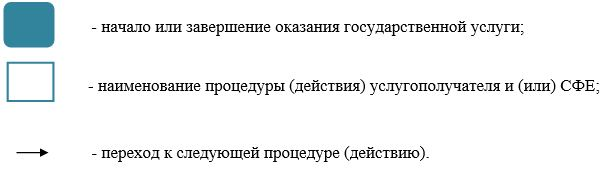 - начало или завершение оказания государственной услуги;
- наименование процедуры (действия) услугополучателя и (или) СФЕ;
- переход к следующей процедуре (действию).